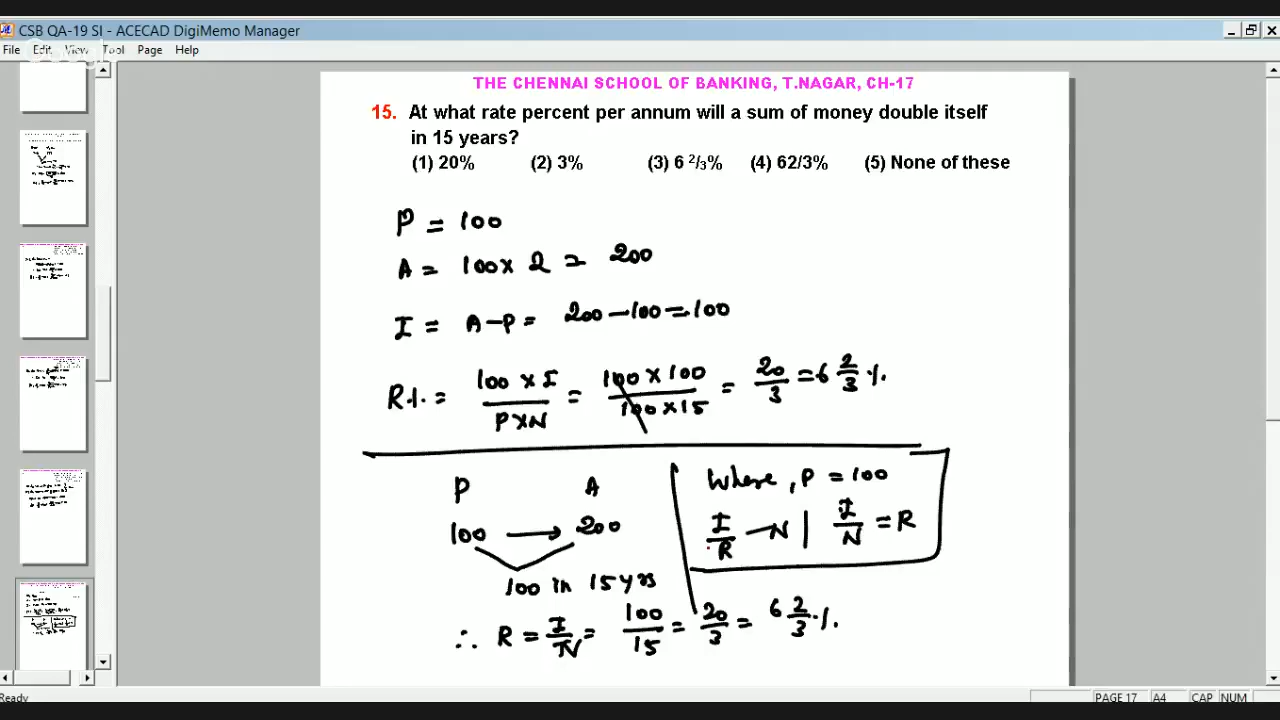 CSB QA-19 SI - ACECAD DigiMemo Manager
File Edit View Tool Page Help
THE CHENNAI SCHOOL OF BANKING, T.NAGAR, CH-17
15. At what rate percent per annum will a sum of money double itself
in 15 years?
(1) 20% (2) 3% (3) 6 2/3% (4) 62/3% (5) None of these
P = 100
A = 100 x 2 = 200
I = A - P = 200 - 100 = 100
R% = 100 x I / P x N = 100 x 100 / 100 x 15 = 20/3 = 6 2/3 %
P A
100 → 200
100 in 15 yrs
∴ R = I/N = 100/15 = 20/3 = 6 2/3 %
Where, P = 100
I/R - N | I/N = R
Ready PAGE 17 A4 CAP NUM